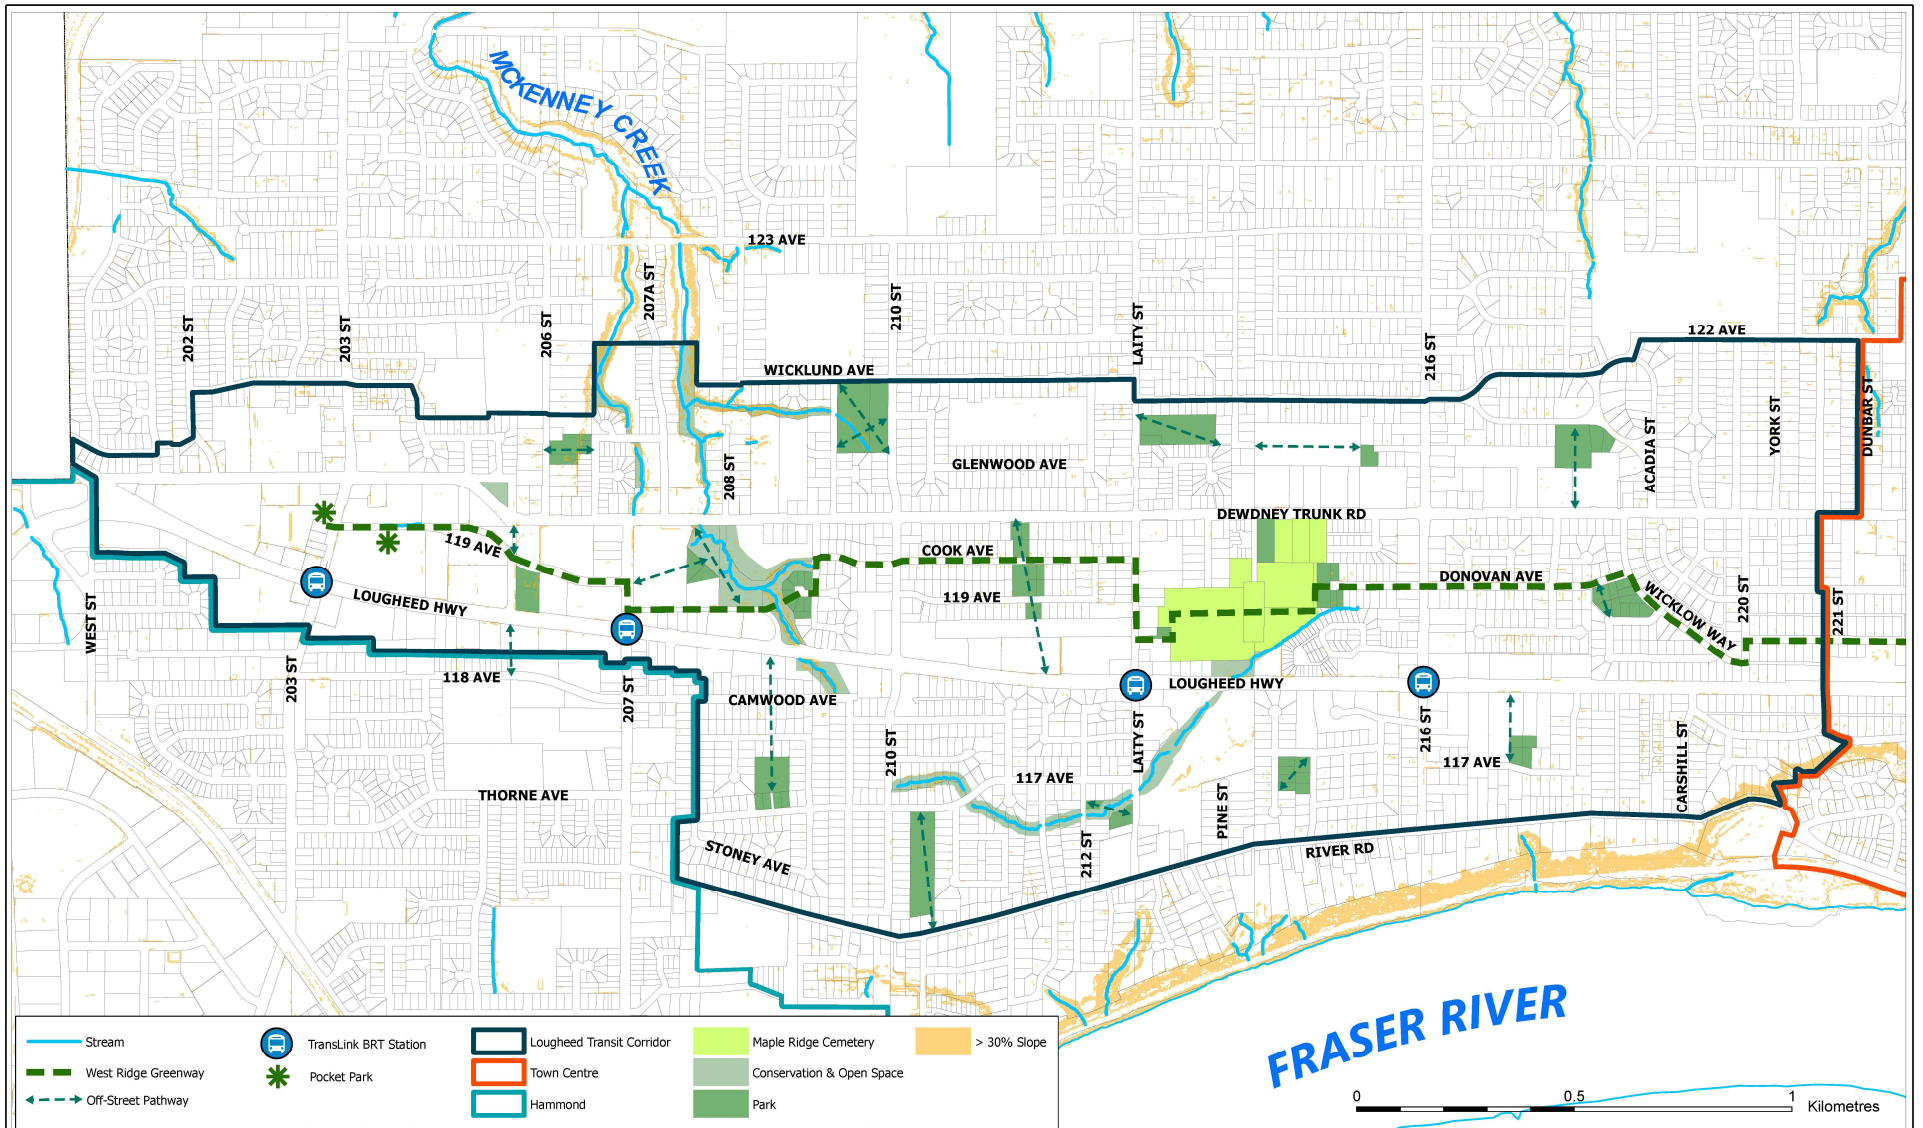 MCKENNEY CREEK
123 AVE
207A ST
210 ST
LAITY ST
202 ST
203 ST
206 ST
216 ST
122 AVE
WICKLUND AVE
DUNBAR ST
YORK ST
ACADIA ST
GLENWOOD AVE
208 ST
DEWDNEY TRUNK RD
119 AVE
COOK AVE
DONOVAN AVE
119 AVE
LOUGHEED HWY
WICKLOW WAY
220 ST
221 ST
WEST ST
203 ST
118 AVE
207 ST
CAMWOOD AVE
LOUGHEED HWY
LAITY ST
216 ST
210 ST
117 AVE
117 AVE
CARSHILL ST
THORNE AVE
PINE ST
STONEY AVE
212 ST
RIVER RD
FRASER RIVER
Stream
West Ridge Greenway
Off-Street Pathway
TransLink BRT Station
Pocket Park
Lougheed Transit Corridor
Town Centre
Hammond
Maple Ridge Cemetery
Conservation & Open Space
Park
> 30% Slope
0 0.5 1
Kilometres